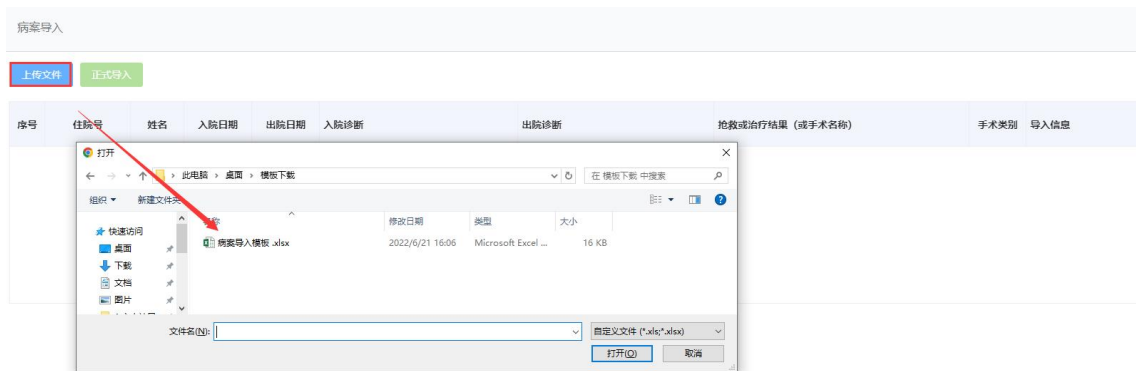 病案导入
上传文件 正式导入
序号 住院号 姓名 入院日期 出院日期 入院诊断 出院诊断 抢救或治疗结果（或手术名称） 手术类别 导入信息
打开
此电脑 › 桌面 › 模板下载 在 模板下载 中搜索
组织 新建文件夹
名称 修改日期 类型 大小
快速访问
病案导入模板 .xlsx 2022/6/21 16:06 Microsoft Excel ... 16 KB
桌面
下载
文档
图片
文件名(N): 自定义文件 (*.xls;*.xlsx)
打开(O) 取消